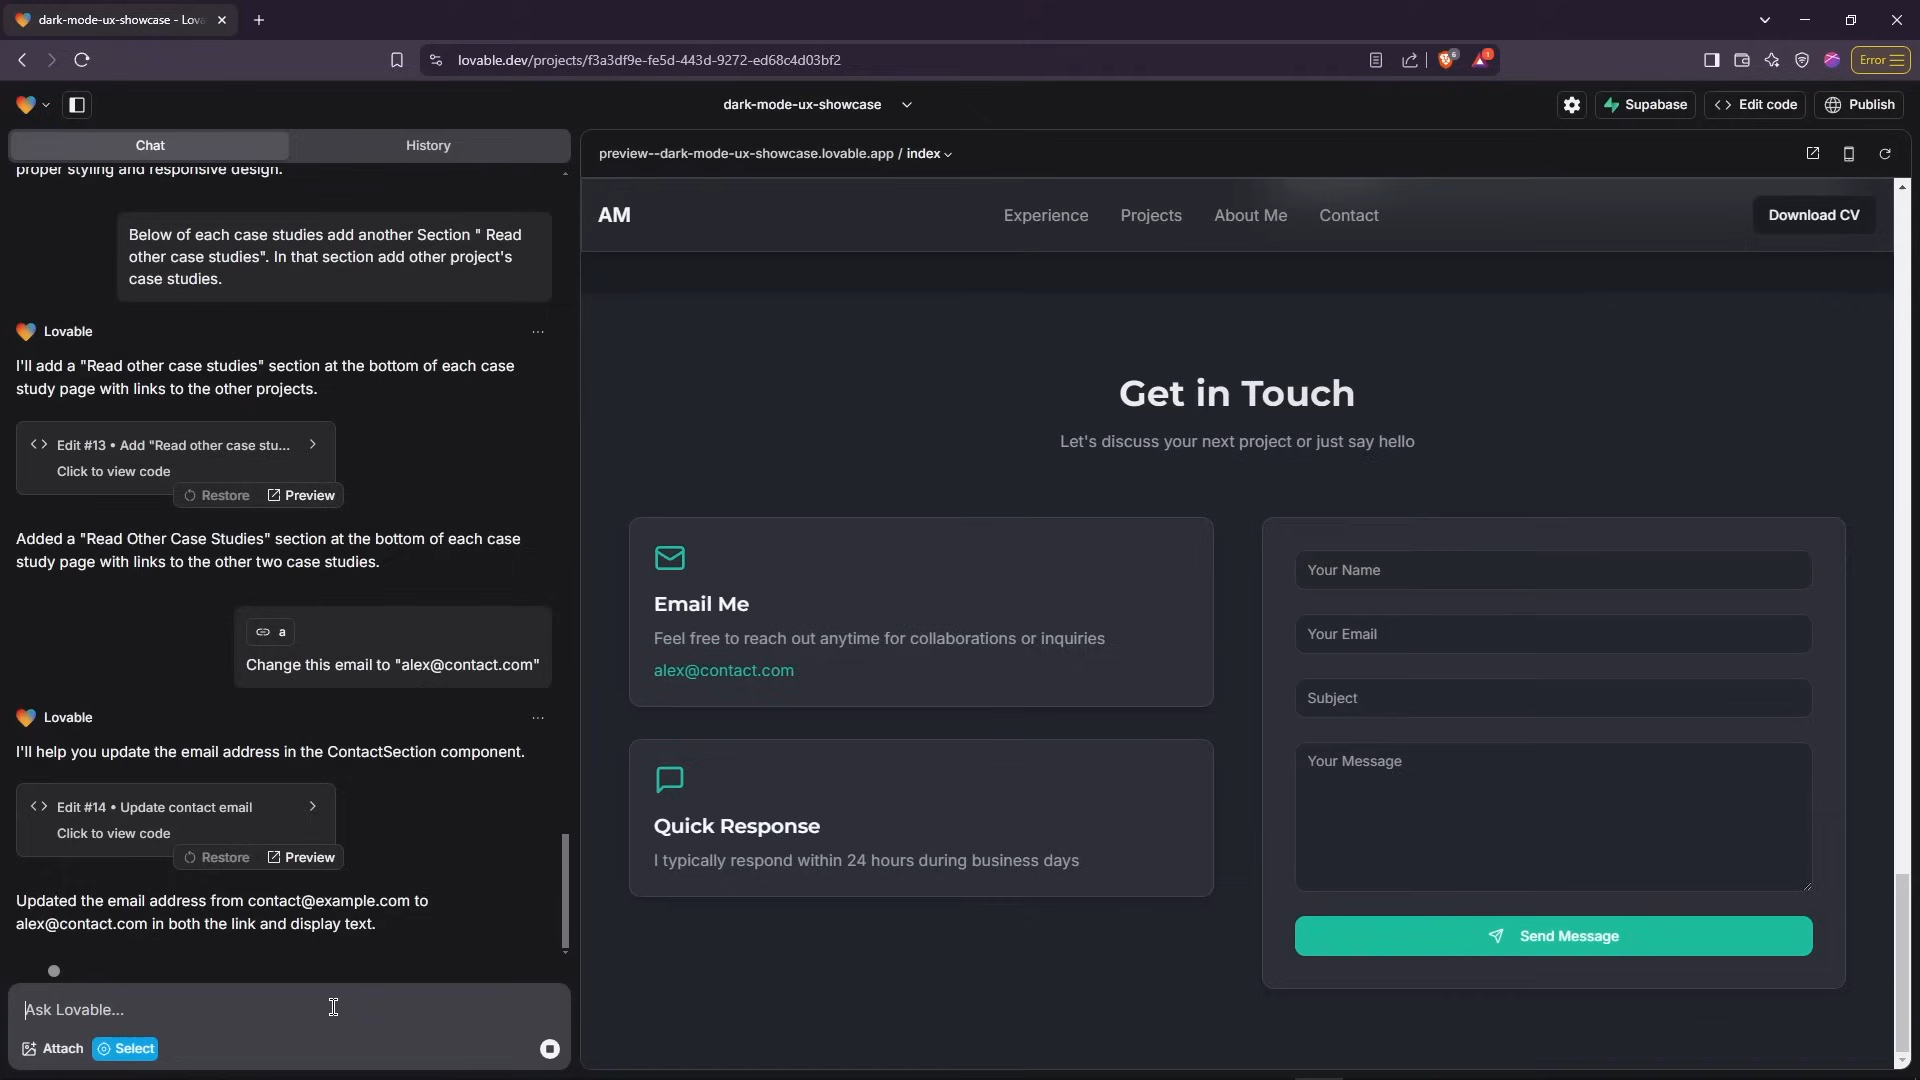 dark-mode-ux-showcase - Lova
lovable.dev/projects/f3a3df9e-fe5d-443d-9272-ed68c4d03bf2
6
1
Error
dark-mode-ux-showcase
Supabase
Edit code
Publish
Chat
History
proper styling and responsive design.
Below of each case studies add another Section " Read
other case studies". In that section add other project's
case studies.
Lovable
I'll add a "Read other case studies" section at the bottom of each case
study page with links to the other projects.
Edit #13 • Add "Read other case stu...
Click to view code
Restore
Preview
Added a "Read Other Case Studies" section at the bottom of each case
study page with links to the other two case studies.
a
Change this email to "alex@contact.com"
Lovable
I'll help you update the email address in the ContactSection component.
Edit #14 • Update contact email
Click to view code
Restore
Preview
Updated the email address from contact@example.com to
alex@contact.com in both the link and display text.
Ask Lovable...
Attach
Select
preview--dark-mode-ux-showcase.lovable.app / index
AM
Experience
Projects
About Me
Contact
Download CV
Get in Touch
Let's discuss your next project or just say hello
Email Me
Feel free to reach out anytime for collaborations or inquiries
alex@contact.com
Quick Response
I typically respond within 24 hours during business days
Your Name
Your Email
Subject
Your Message
Send Message